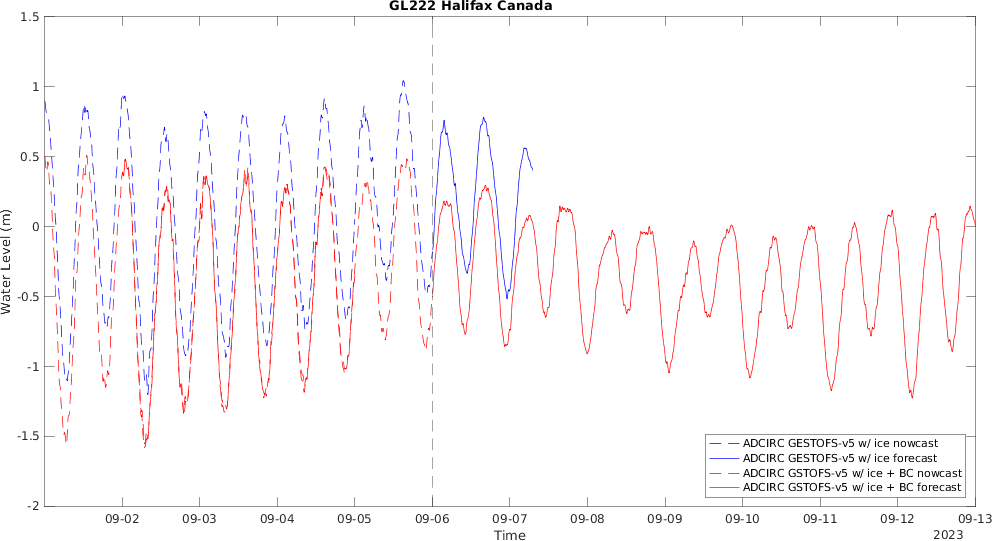 GL222 Halifax Canada
1.5
1
0.5
0
-0.5
-1
-1.5
-2
Water Level (m)
09-02 09-03 09-04 09-05 09-06 09-07 09-08 09-09 09-10 09-11 09-12 09-13
Time
2023
ADCIRC GESTOFS-v5 w/ ice nowcast
ADCIRC GESTOFS-v5 w/ ice forecast
ADCIRC GSTOFS-v5 w/ ice + BC nowcast
ADCIRC GSTOFS-v5 w/ ice + BC forecast